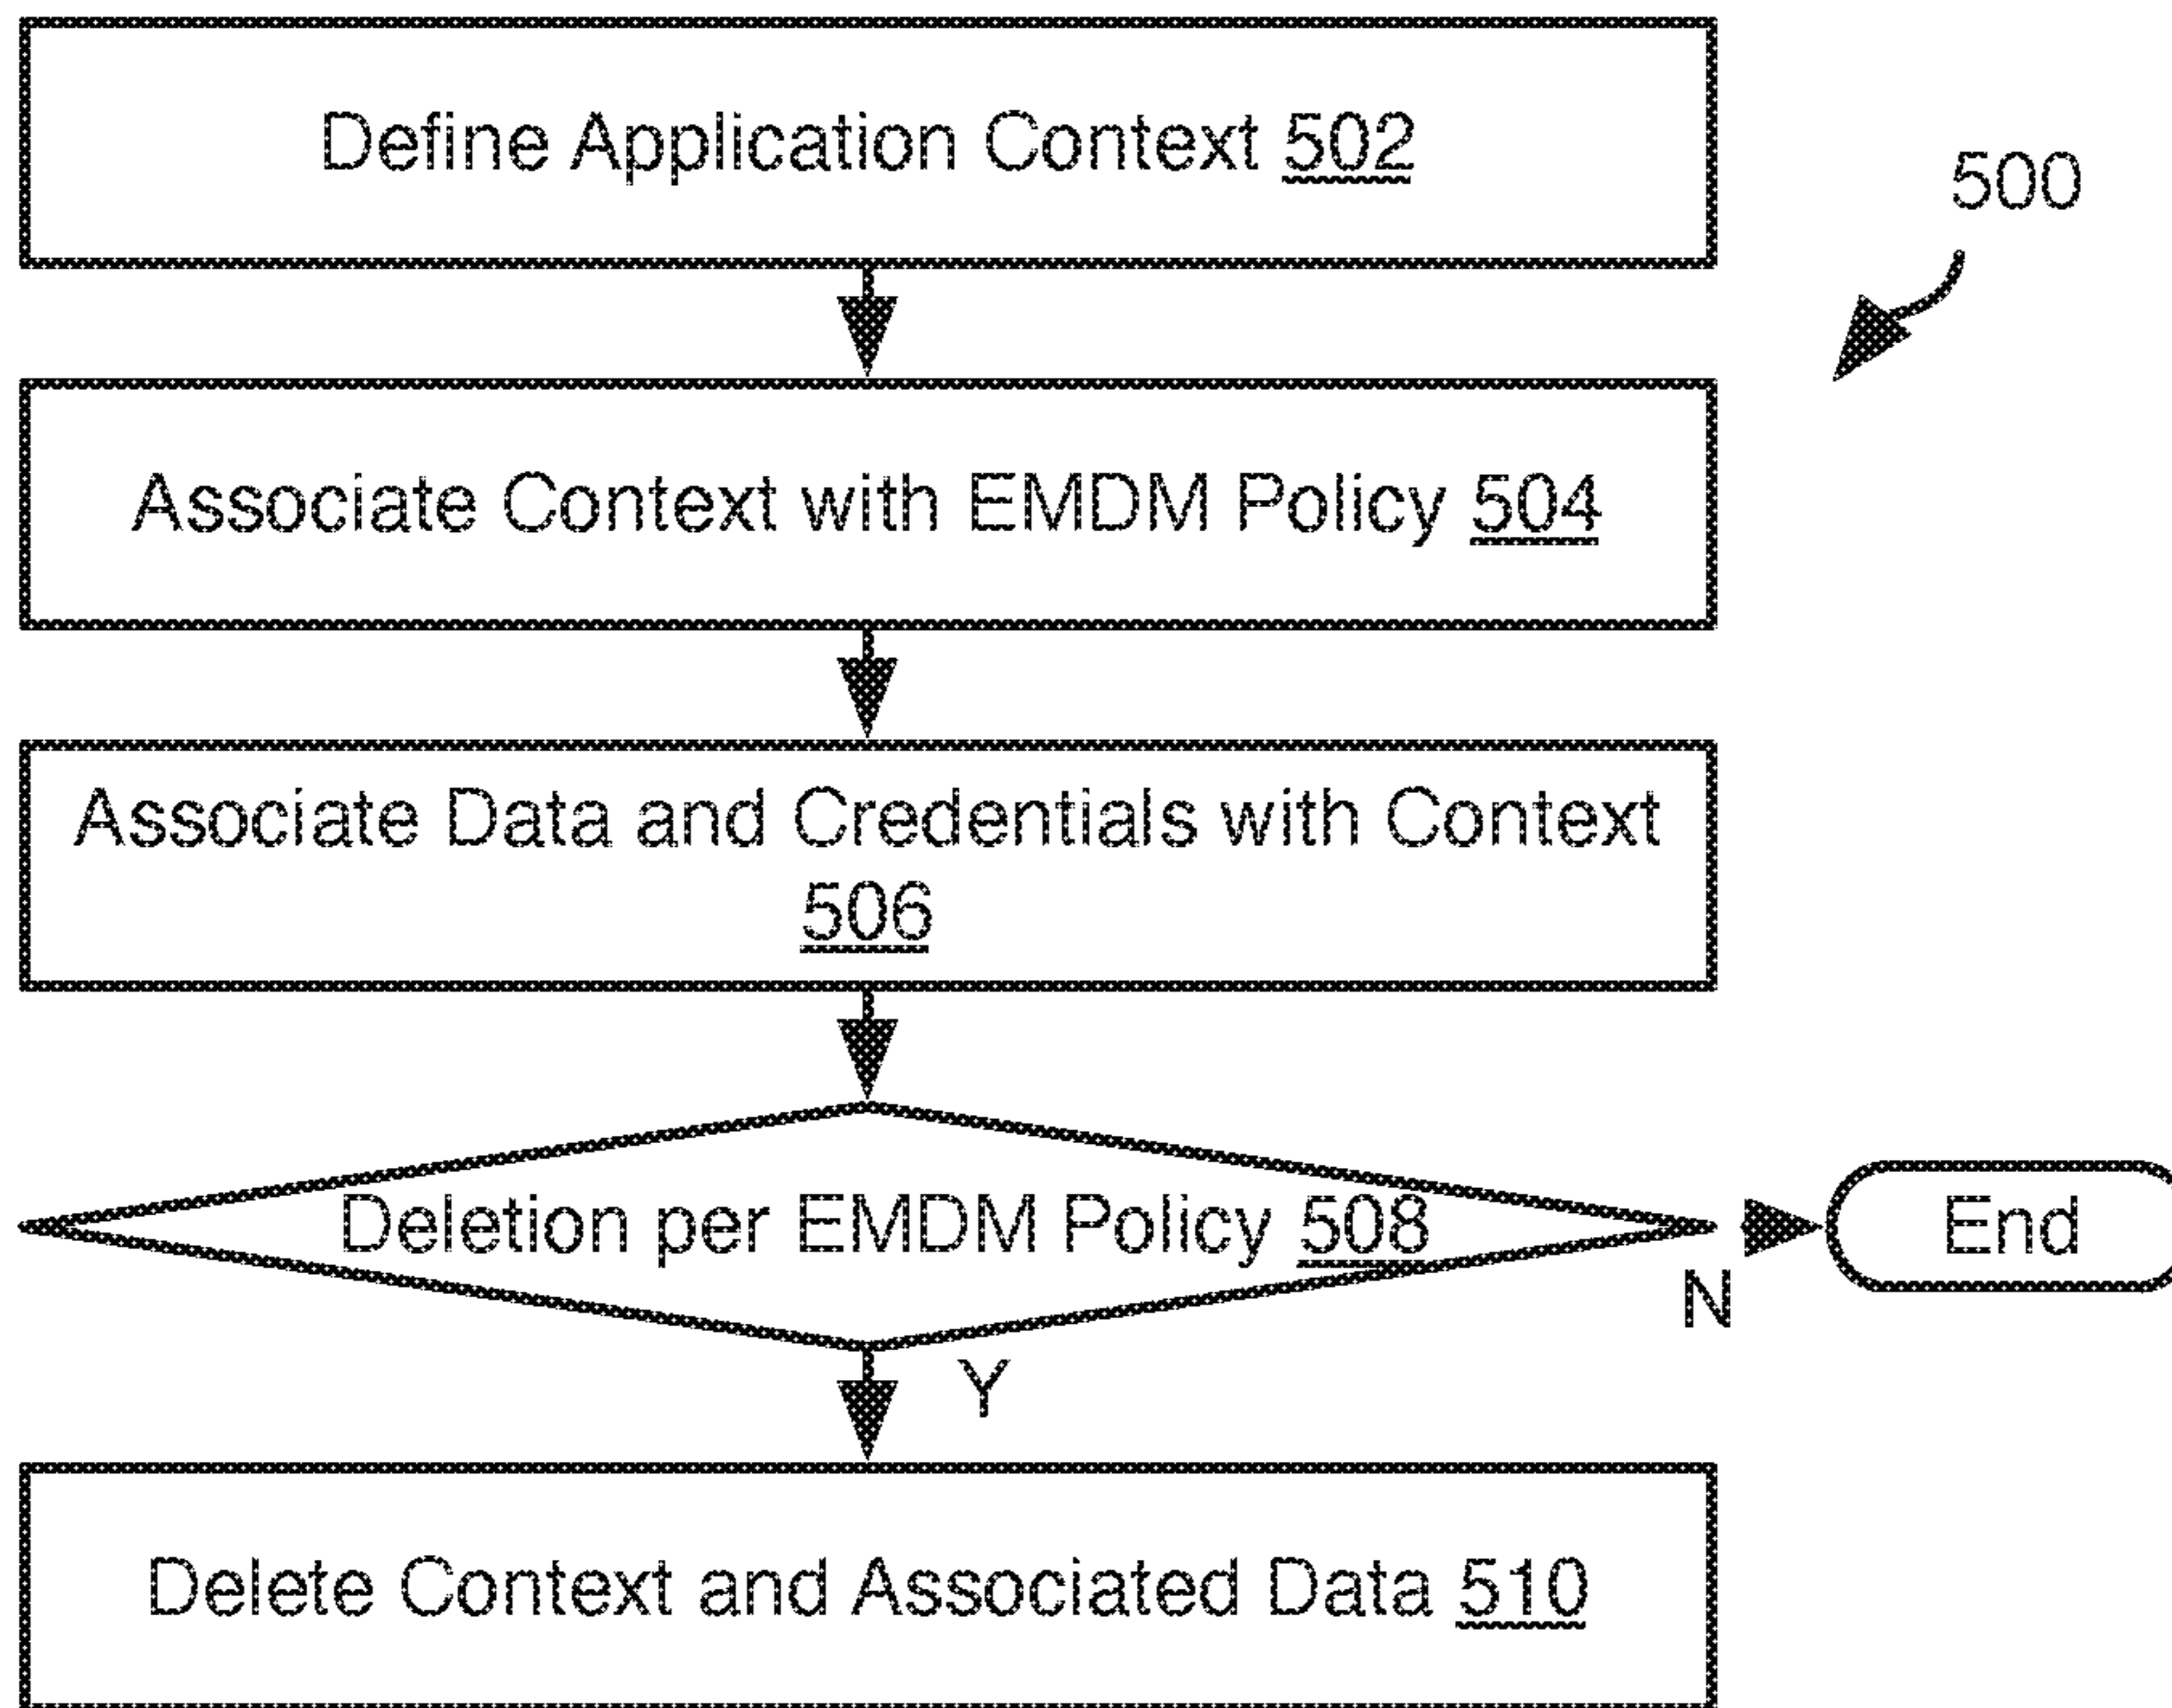 Define Application Context 502
500
Associate Context with EMDM Policy 504
Associate Data and Credentials with Context
506
Deletion per EMDM Policy 508
End
N
Y
Delete Context and Associated Data 510